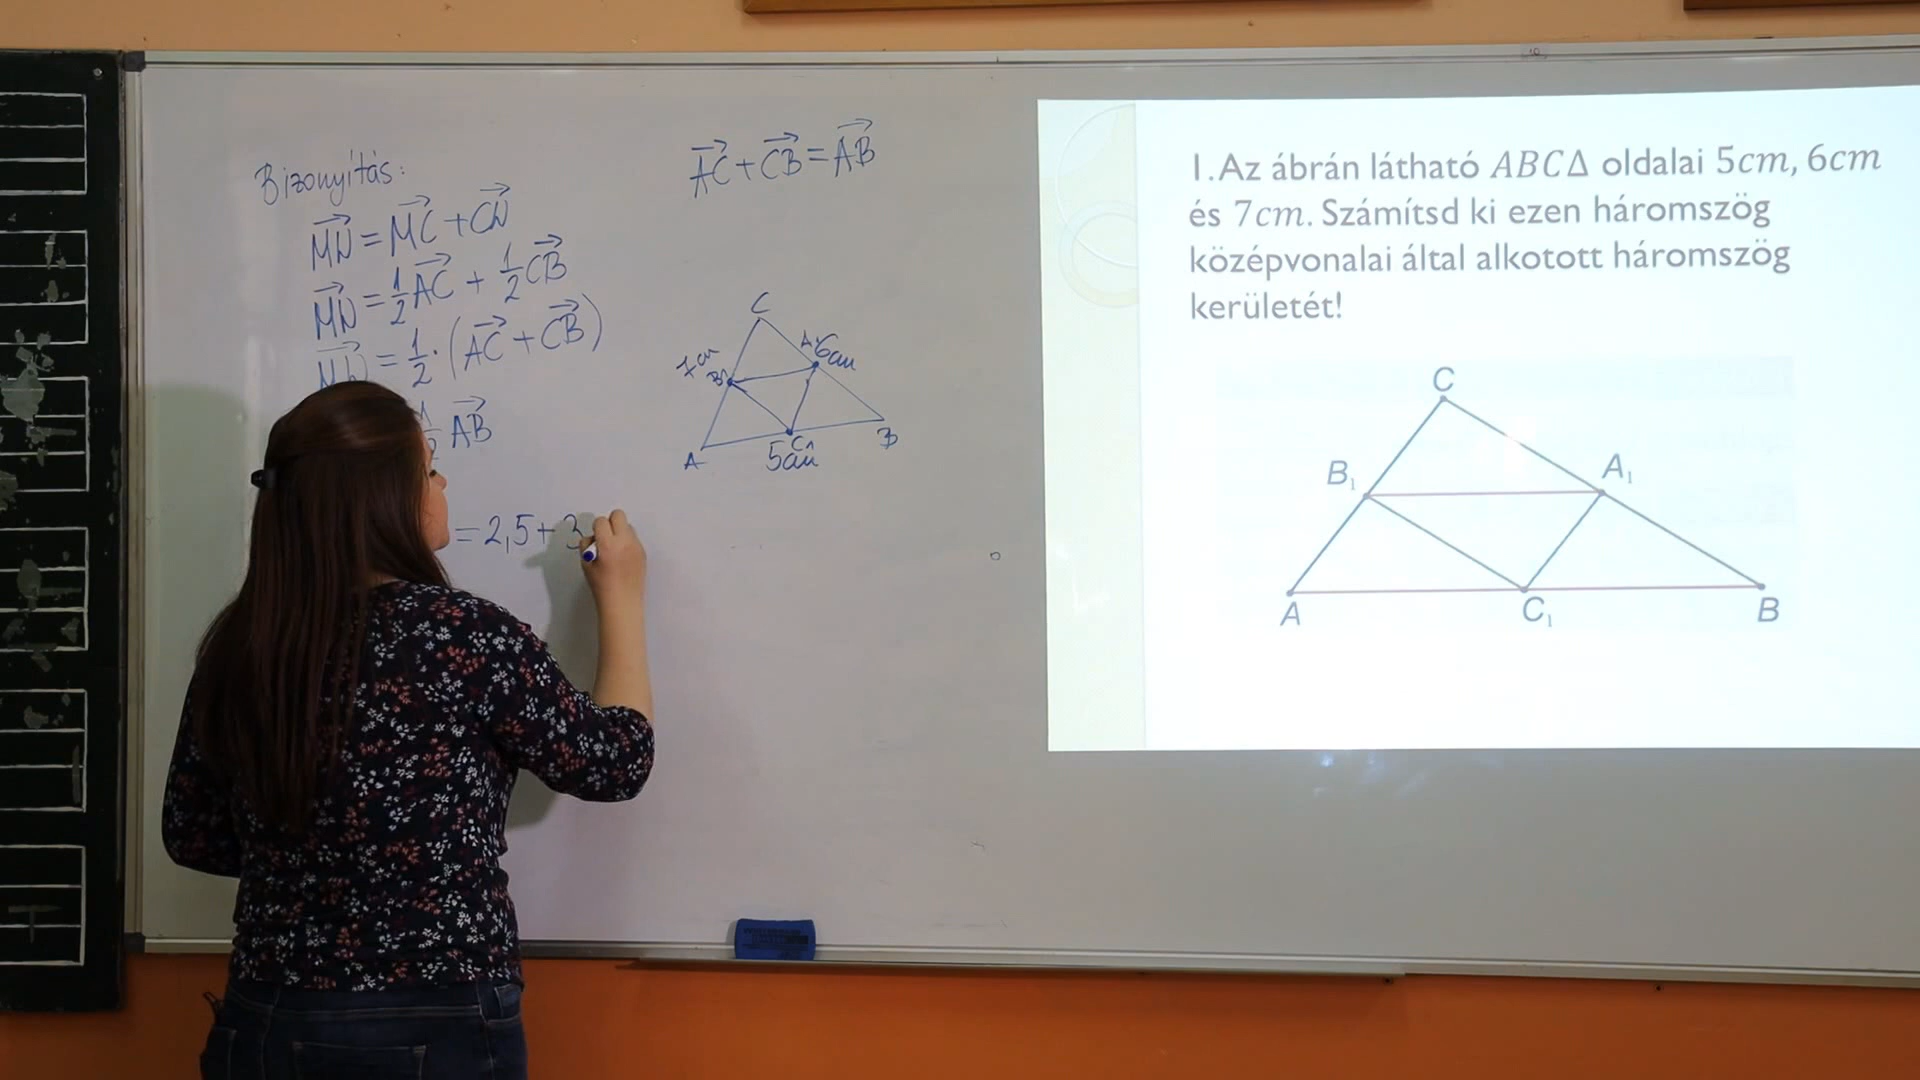 Bizonyítás:
MN = MC + CN
MN = 1/2 AC + 1/2 CB
MN = 1/2 · (AC + CB)
AB
= 2,5 + 3
AC + CB = AB
C
7cm
B1
A1
6cm
A
C1
5cm
B
1. Az ábrán látható ABCΔ oldalai 5cm, 6cm
és 7cm. Számítsd ki ezen háromszög
középvonalai által alkotott háromszög
kerületét!
C
B1
A1
A
C1
B